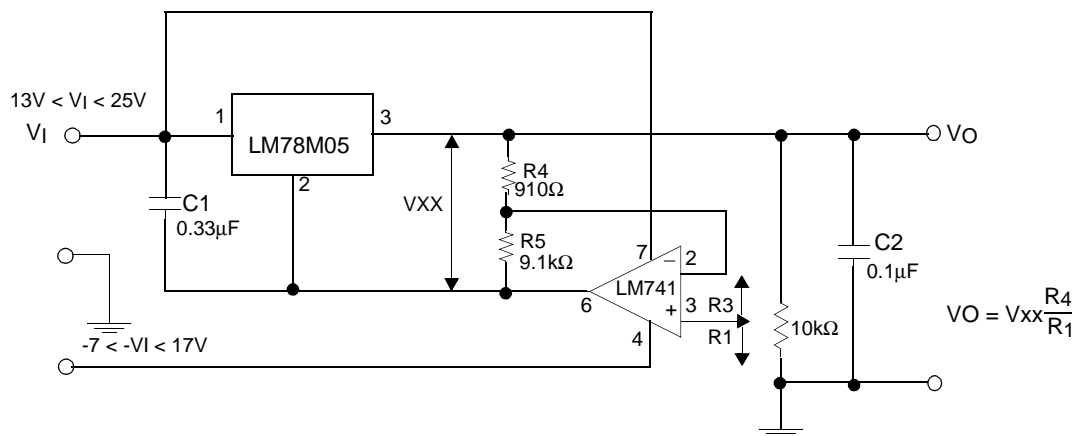 13V < VI < 25V
VI
1
LM78M05
3
2
VO
C1
0.33μF
VXX
R4
910Ω
R5
9.1kΩ
7
−
2
LM741
6
+
3
4
R3
R1
10kΩ
C2
0.1μF
VO = Vxx R4/R1
-7 < -VI < 17V